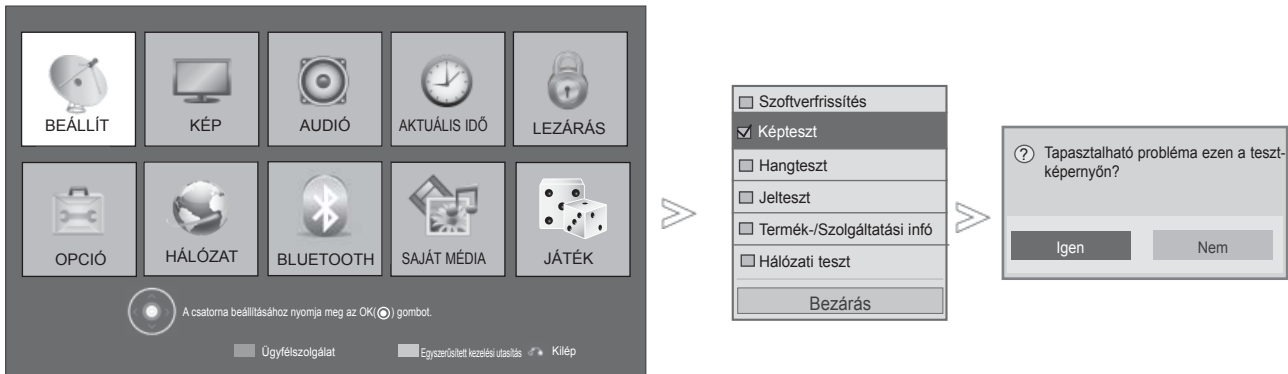 BEÁLLÍT
KÉP
AUDIÓ
AKTUÁLIS IDŐ
LEZÁRÁS
OPCIÓ
HÁLÓZAT
BLUETOOTH
SAJÁT MÉDIA
JÁTÉK
A csatorna beállításához nyomja meg az OK(◉) gombot.
Ügyfélszolgálat
Egyszerűsített kezelési utasítás
Kilép
Szoftverfrissítés
Képteszt
Hangteszt
Jelteszt
Termék-/Szolgáltatási infó
Hálózati teszt
Bezárás
? Tapasztalható probléma ezen a teszt-
képernyőn?
Igen
Nem